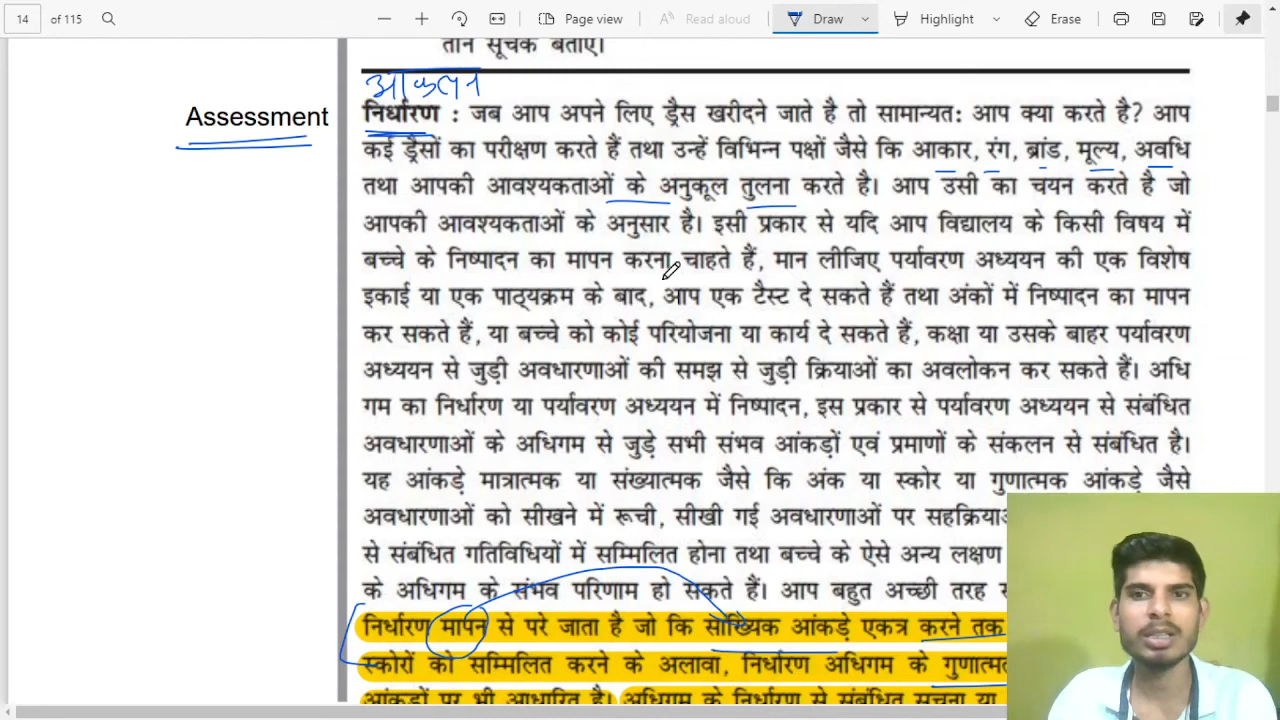 14 of 115
Page view
Read aloud
Draw
Highlight
Erase
तीन सूचक बताएं।
आकलन
Assessment
निर्धारण : जब आप अपने लिए ड्रैस खरीदने जाते है तो सामान्यत: आप क्या करते है? आप
कई ड्रैसों का परीक्षण करते हैं तथा उन्हें विभिन्न पक्षों जैसे कि आकार, रंग, ब्रांड, मूल्य, अवधि
तथा आपकी आवश्यकताओं के अनुकूल तुलना करते है। आप उसी का चयन करते है जो
आपकी आवश्यकताओं के अनुसार है। इसी प्रकार से यदि आप विद्यालय के किसी विषय में
बच्चे के निष्पादन का मापन करना चाहते हैं, मान लीजिए पर्यावरण अध्ययन की एक विशेष
इकाई या एक पाठ्यक्रम के बाद, आप एक टैस्ट दे सकते हैं तथा अंकों में निष्पादन का मापन
कर सकते हैं, या बच्चे को कोई परियोजना या कार्य दे सकते हैं, कक्षा या उसके बाहर पर्यावरण
अध्ययन से जुड़ी अवधारणाओं की समझ से जुड़ी क्रियाओं का अवलोकन कर सकते हैं। अधि
गम का निर्धारण या पर्यावरण अध्ययन में निष्पादन, इस प्रकार से पर्यावरण अध्ययन से संबंधित
अवधारणाओं के अधिगम से जुड़े सभी संभव आंकड़ों एवं प्रमाणों के संकलन से संबंधित है।
यह आंकड़े मात्रात्मक या संख्यात्मक जैसे कि अंक या स्कोर या गुणात्मक आंकड़े जैसे
अवधारणाओं को सीखने में रूची, सीखी गई अवधारणाओं पर
से संबंधित गतिविधियों में सम्मिलित होना तथा बच्चे के ऐसे अन्य लक्षण
के अधिगम के संभव परिणाम हो सकते हैं। आप बहुत अच्छी तरह
निर्धारण मापन से परे जाता है जो कि सांख्यिक आंकड़े एकत्र करने तक
स्कोरों को सम्मिलित करने के अलावा, निर्धारण अधिगम के
आंकड़ों पर भी आधारित है। अधिगम के निर्धारण से संबंधित सूचना या